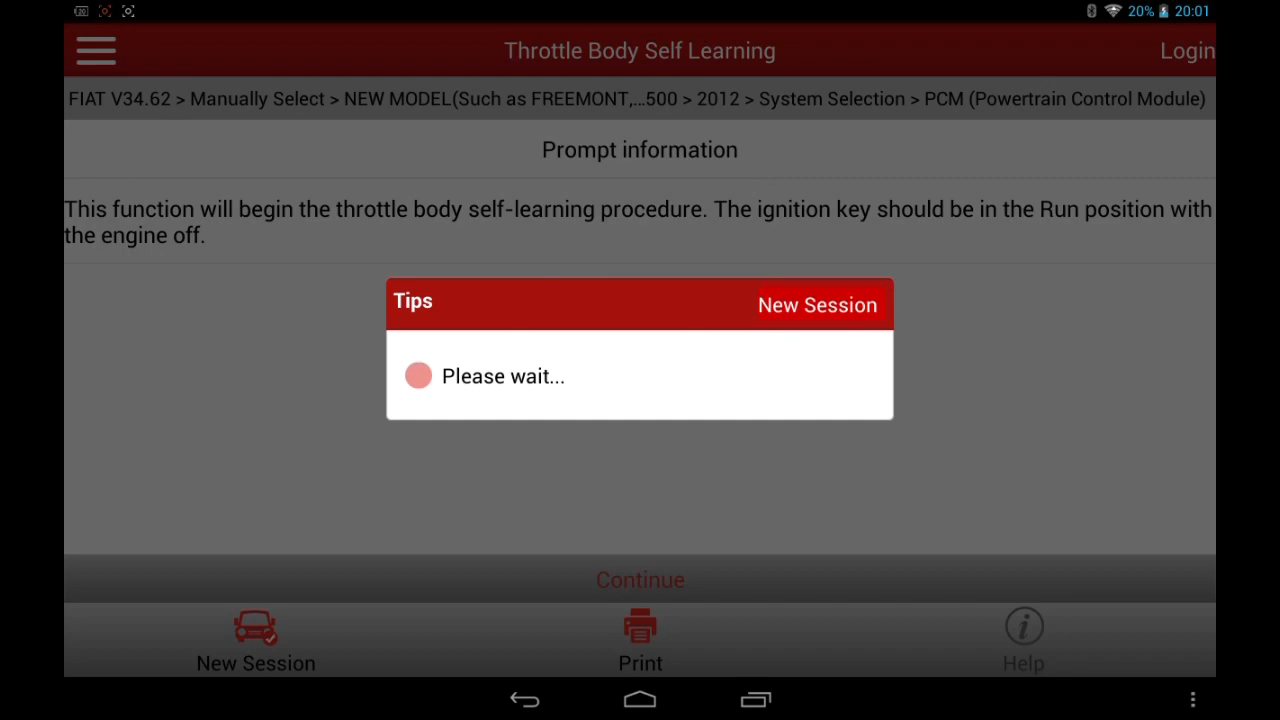 20% 20:01
Throttle Body Self Learning
Login
FIAT V34.62 > Manually Select > NEW MODEL(Such as FREEMONT,...500 > 2012 > System Selection > PCM (Powertrain Control Module)
Prompt information
This function will begin the throttle body self-learning procedure. The ignition key should be in the Run position with
the engine off.
Tips
New Session
Please wait...
Continue
New Session
Print
Help